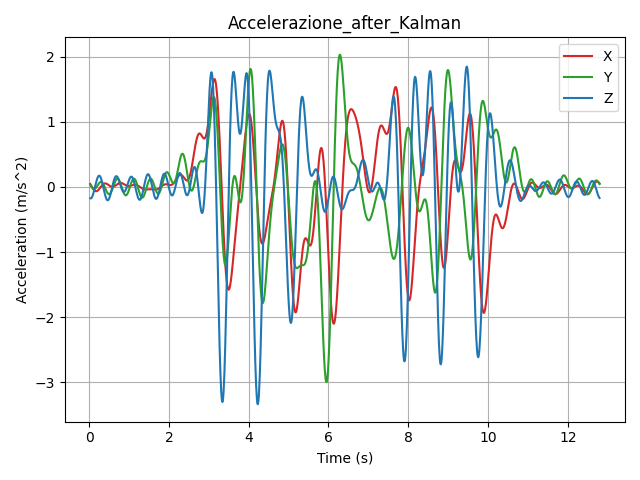 Accelerazione_after_Kalman
X
Y
Z
2
1
0
−1
−2
−3
Acceleration (m/s^2)
0 2 4 6 8 10 12
Time (s)